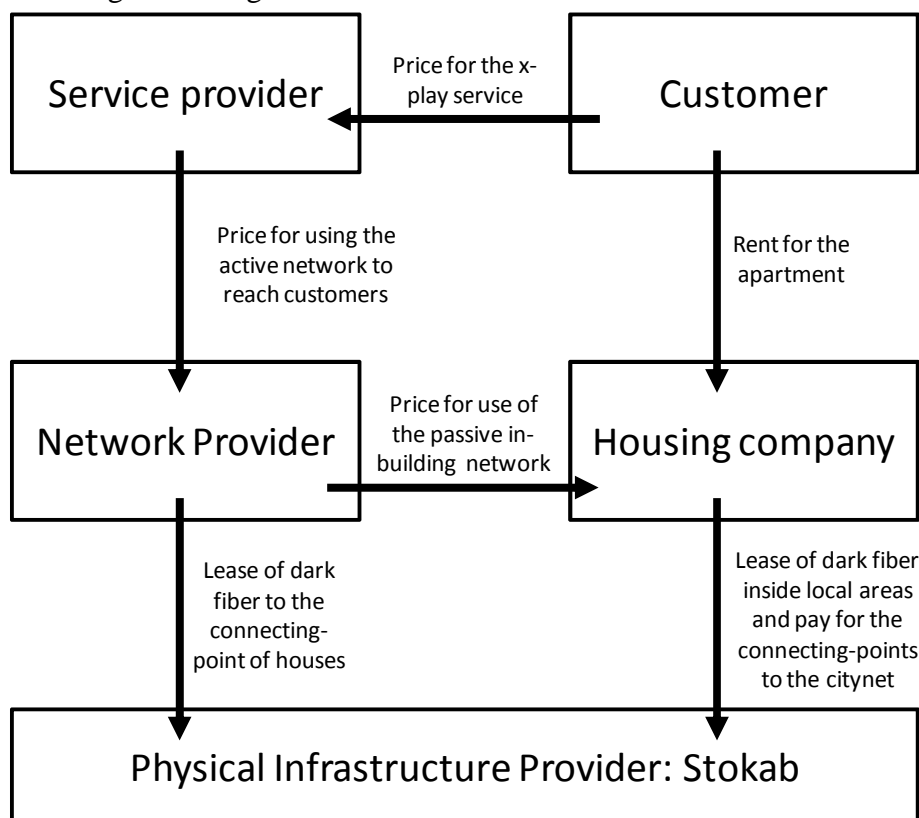 Service provider
Price for the x-
play service
Customer
Price for using the
active network to
reach customers
Rent for the
apartment
Network Provider
Price for use of
the passive in-
building network
Housing company
Lease of dark
fiber to the
connecting-
point of houses
Lease of dark fiber
inside local areas
and pay for the
connecting-points
to the citynet
Physical Infrastructure Provider: Stokab